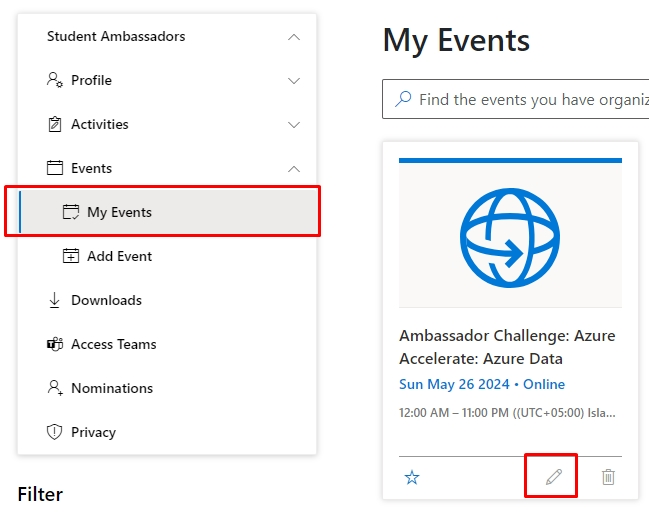 Student Ambassadors
Profile
Activities
Events
My Events
Add Event
Downloads
Access Teams
Nominations
Privacy
Filter
My Events
Find the events you have organiz
Ambassador Challenge: Azure
Accelerate: Azure Data
Sun May 26 2024 • Online
12:00 AM – 11:00 PM ((UTC+05:00) Isla...